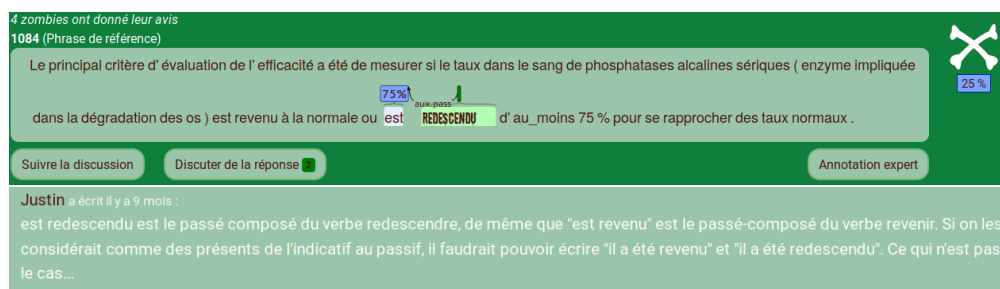 4 zombies ont donné leur avis
1084 (Phrase de référence)
Le principal critère d' évaluation de l' efficacité a été de mesurer si le taux dans le sang de phosphatases alcalines sériques ( enzyme impliquée
25 %
75%
aux.pass
dans la dégradation des os ) est revenu à la normale ou est REDESCENDU d' au_moins 75 % pour se rapprocher des taux normaux .
Suivre la discussion
Discuter de la réponse 2
Annotation expert
Justin a écrit il y a 9 mois :
est redescendu est le passé composé du verbe redescendre, de même que "est revenu" est le passé-composé du verbe revenir. Si on les
considérait comme des présents de l'indicatif au passif, il faudrait pouvoir écrire "il a été revenu" et "il a été redescendu". Ce qui n'est pas
le cas...